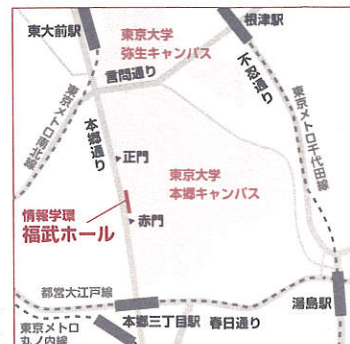 東大前駅
東京大学
弥生キャンパス
根津駅
言問通り
不忍通り
東京メトロ南北線
本郷通り
正門
東京メトロ千代田線
東京大学
本郷キャンパス
情報学環
福武ホール
赤門
都営大江戸線
湯島駅
本郷三丁目駅
春日通り
東京メトロ
丸ノ内線